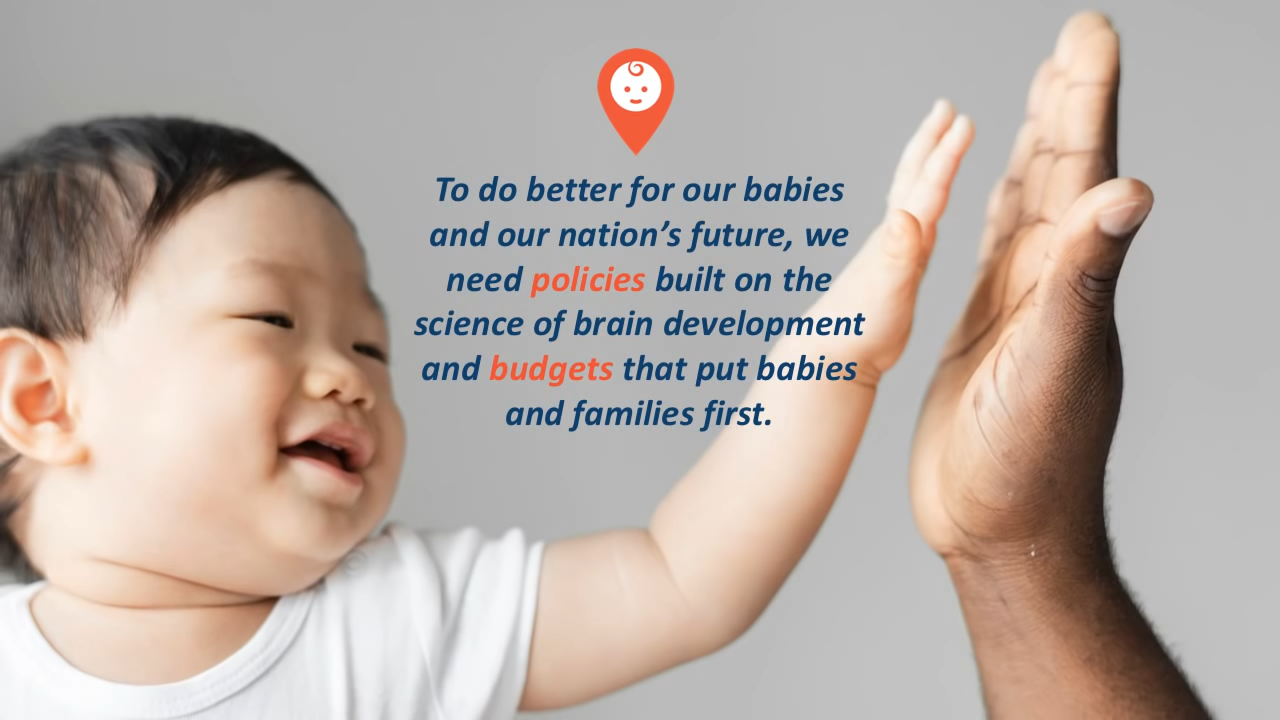 To do better for our babies
and our nation’s future, we
need policies built on the
science of brain development
and budgets that put babies
and families first.